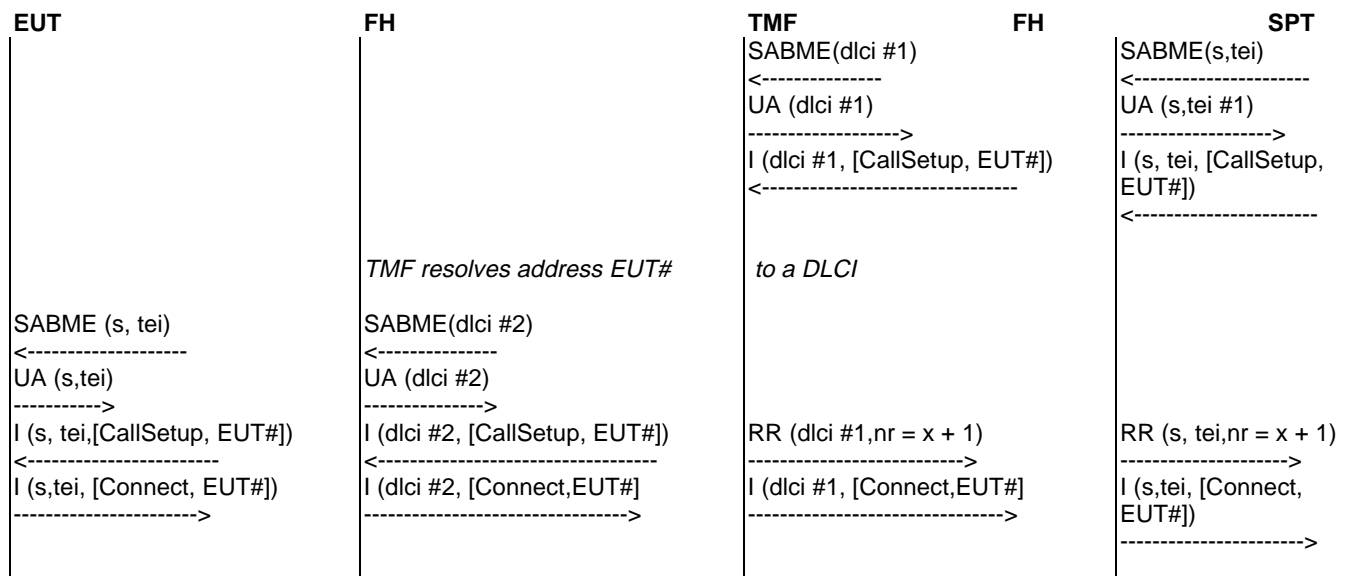 EUT FH TMF FH SPT
SABME(dlci #1) SABME(s,tei)
<--------------- <----------------------
UA (dlci #1) UA (s,tei #1)
-------------------> ------------------->
I (dlci #1, [CallSetup, EUT#]) I (s, tei, [CallSetup,
<-------------------------------- EUT#])
<-----------------------
TMF resolves address EUT# to a DLCI
SABME (s, tei) SABME(dlci #2)
<-------------------- <---------------
UA (s,tei) UA (dlci #2)
-----------> --------------->
I (s, tei,[CallSetup, EUT#]) I (dlci #2, [CallSetup, EUT#]) RR (dlci #1,nr = x + 1) RR (s, tei,nr = x + 1)
<------------------------ <----------------------------------- ---------------------------> --------------------->
I (s,tei, [Connect, EUT#]) I (dlci #2, [Connect,EUT#] I (dlci #1, [Connect,EUT#] I (s,tei, [Connect,
-----------------------> ---------------------------------> --------------------------------> EUT#])
----------------------->